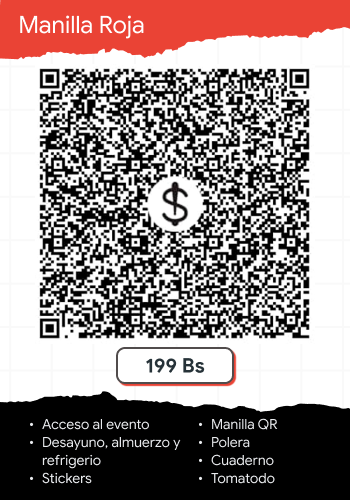 Manilla Roja
$
199 Bs
• Acceso al evento
• Desayuno, almuerzo y
refrigerio
• Stickers
• Manilla QR
• Polera
• Cuaderno
• Tomatodo